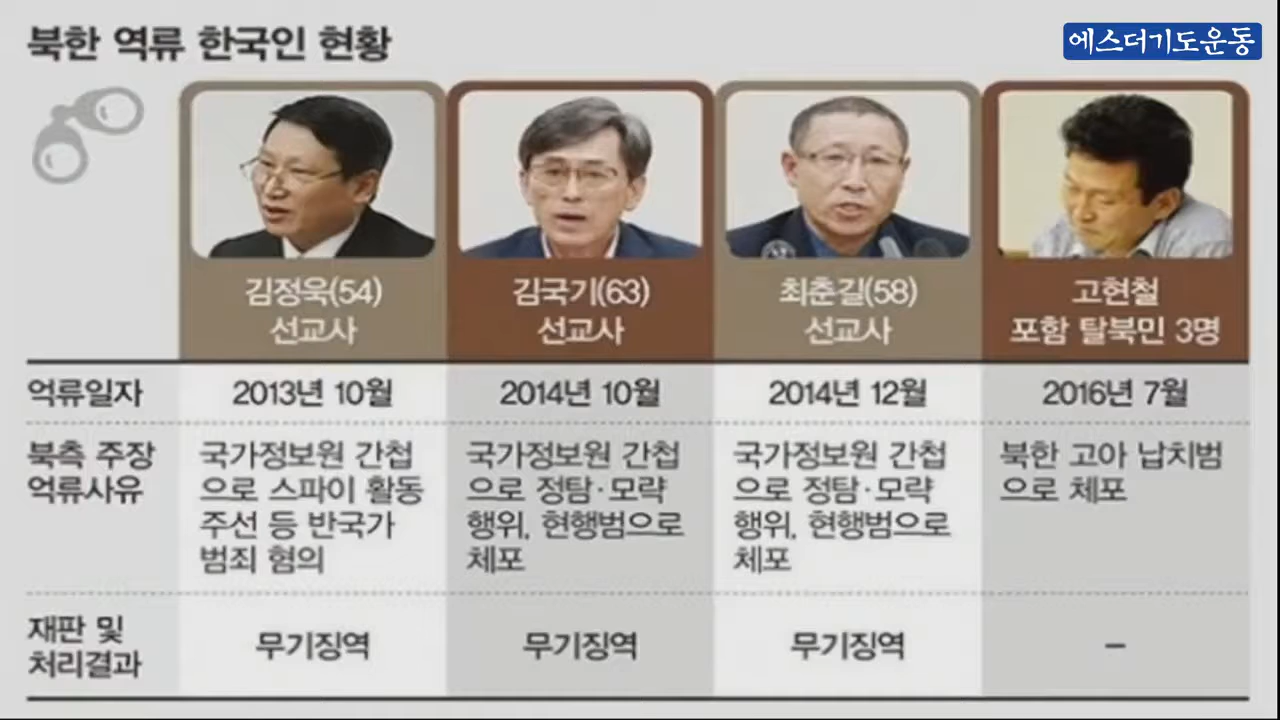 북한 억류 한국인 현황
에스더기도운동
김정욱(54)
선교사
김국기(63)
선교사
최춘길(58)
선교사
고현철
포함 탈북민 3명
억류일자
2013년 10월
2014년 10월
2014년 12월
2016년 7월
북측 주장
억류사유
국가정보원 간첩
으로 스파이 활동
주선 등 반국가
범죄 혐의
국가정보원 간첩
으로 정탐·모략
행위, 현행범으로
체포
국가정보원 간첩
으로 정탐·모략
행위, 현행범으로
체포
북한 고아 납치범
으로 체포
재판 및
처리결과
무기징역
무기징역
무기징역
–